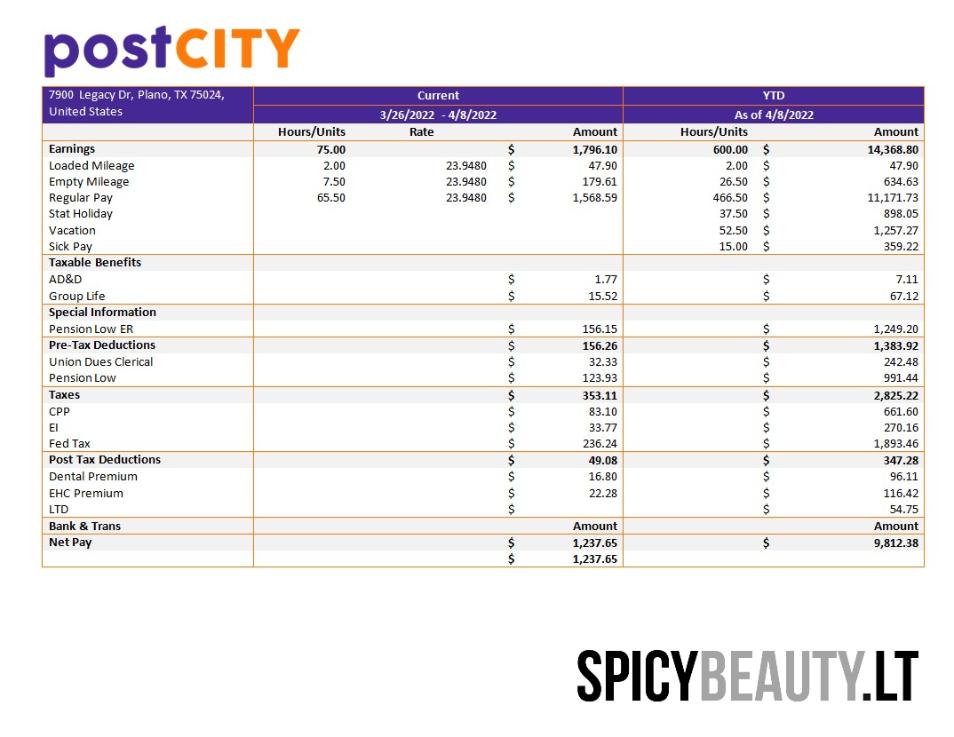 postCITY
7900 Legacy Dr, Plano, TX 75024, Current YTD
United States 3/26/2022 - 4/8/2022 As of 4/8/2022
Hours/Units Rate Amount Hours/Units Amount
Earnings 75.00 $ 1,796.10 600.00 $ 14,368.80
Loaded Mileage 2.00 23.9480 $ 47.90 2.00 $ 47.90
Empty Mileage 7.50 23.9480 $ 179.61 26.50 $ 634.63
Regular Pay 65.50 23.9480 $ 1,568.59 466.50 $ 11,171.73
Stat Holiday 37.50 $ 898.05
Vacation 52.50 $ 1,257.27
Sick Pay 15.00 $ 359.22
Taxable Benefits
AD&D $ 1.77 $ 7.11
Group Life $ 15.52 $ 67.12
Special Information
Pension Low ER $ 156.15 $ 1,249.20
Pre-Tax Deductions $ 156.26 $ 1,383.92
Union Dues Clerical $ 32.33 $ 242.48
Pension Low $ 123.93 $ 991.44
Taxes $ 353.11 $ 2,825.22
CPP $ 83.10 $ 661.60
EI $ 33.77 $ 270.16
Fed Tax $ 236.24 $ 1,893.46
Post Tax Deductions $ 49.08 $ 347.28
Dental Premium $ 16.80 $ 96.11
EHC Premium $ 22.28 $ 116.42
LTD $ $ 54.75
Bank & Trans Amount Amount
Net Pay $ 1,237.65 $ 9,812.38
$ 1,237.65
SPICYBEAUTY.LT